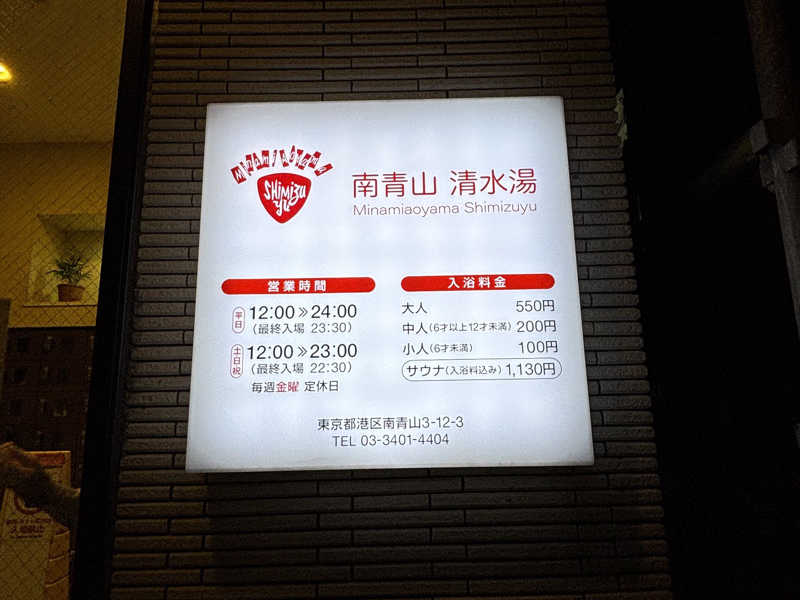 Minami Aoyama
SHiMiZU
YU
南青山 清水湯
Minamiaoyama Shimizuyu
営業時間
平日 12:00≫24:00
(最終入場 23:30)
土日祝 12:00≫23:00
(最終入場 22:30)
毎週金曜 定休日
入浴料金
大人 550円
中人(6才以上12才未満) 200円
小人(6才未満) 100円
サウナ(入浴料込み) 1,130円
東京都港区南青山3-12-3
TEL 03-3401-4404